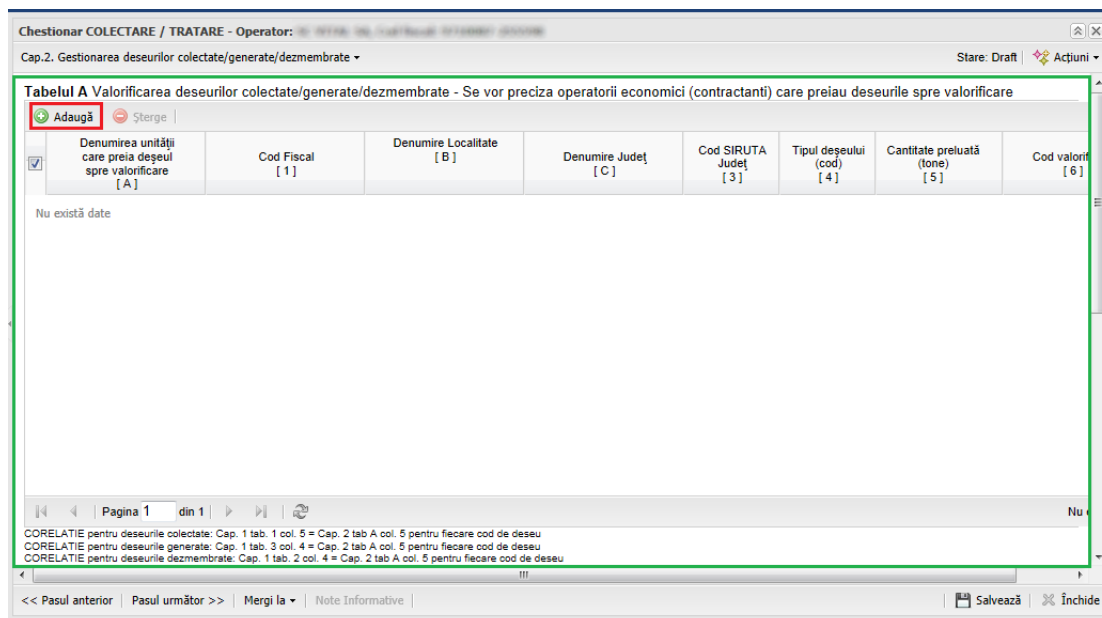 Chestionar COLECTARE / TRATARE - Operator:
Cap.2. Gestionarea deseurilor colectate/generate/dezmembrate
Stare: Draft
Acţiuni
Tabelul A Valorificarea deseurilor colectate/generate/dezmembrate - Se vor preciza operatorii economici (contractanti) care preiau deseurile spre valorificare
Adaugă
Şterge
Denumirea unităţii
care preia deşeul
spre valorificare
[ A ]
Cod Fiscal
[ 1 ]
Denumire Localitate
[ B ]
Denumire Judeţ
[ C ]
Cod SIRUTA
Judeţ
[ 3 ]
Tipul deşeului
(cod)
[ 4 ]
Cantitate preluată
(tone)
[ 5 ]
Cod valorif
[ 6 ]
Nu există date
Pagina 1 din 1
Nu
CORELATIE pentru deseurile colectate: Cap. 1 tab. 1 col. 5 = Cap. 2 tab A col. 5 pentru fiecare cod de deseu
CORELATIE pentru deseurile generate: Cap. 1 tab. 3 col. 4 = Cap. 2 tab A col. 5 pentru fiecare cod de deseu
CORELATIE pentru deseurile dezmembrate: Cap. 1 tab. 2 col. 4 = Cap. 2 tab A col. 5 pentru fiecare cod de deseu
<< Pasul anterior
Pasul următor >>
Mergi la
Note Informative
Salvează
Închide